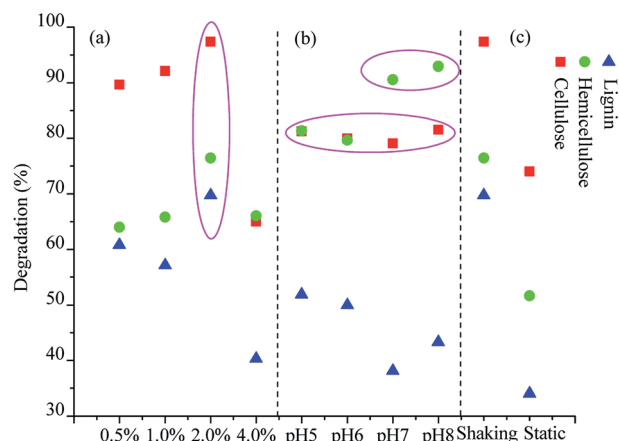 100
90
80
70
60
50
40
30
Degradation (%)
(a)
(b)
(c)
Lignin
Hemicellulose
Cellulose
0.5% 1.0% 2.0% 4.0% pH5 pH6 pH7 pH8 Shaking Static